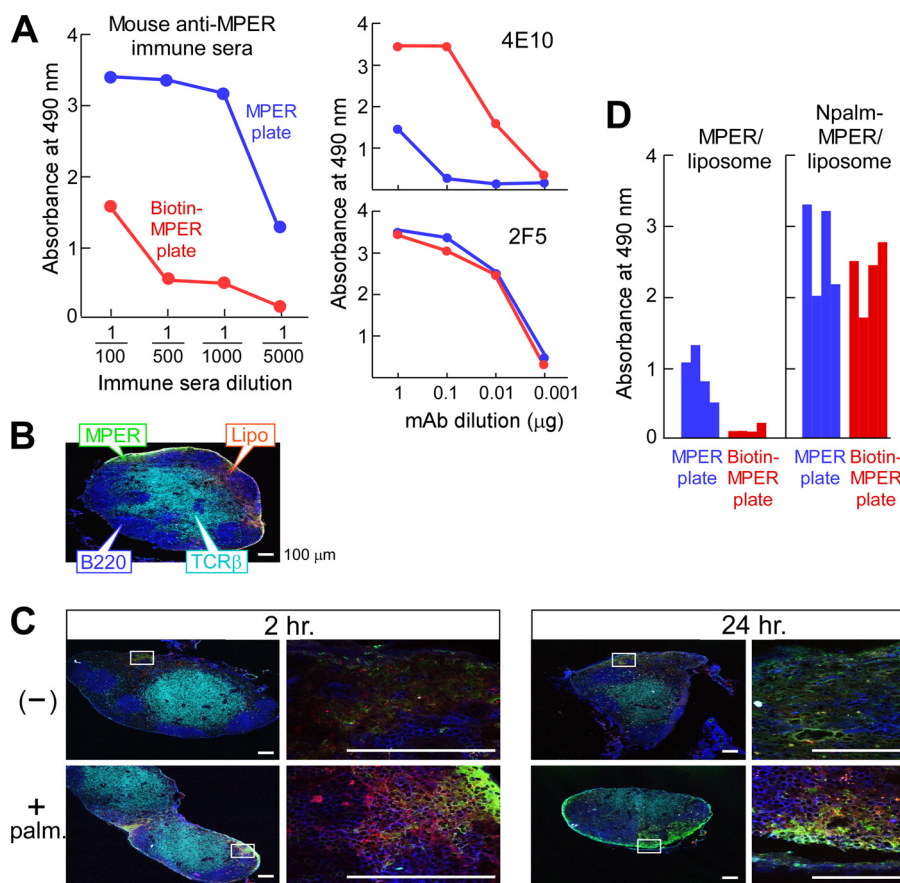 A
Mouse anti-MPER
immune sera
Absorbance at 490 nm
4
3
2
1
0
MPER
plate
Biotin-
MPER
plate
1 1 1 1
100 500 1000 5000
Immune sera dilution
Absorbance at 490 nm
4
3
2
1
4E10
4
3
2
1
2F5
1 0.1 0.01 0.001
mAb dilution (μg)
B
MPER
Lipo
B220
TCRβ
100 μm
C
2 hr.
24 hr.
(−)
+
palm.
D
MPER/
liposome
Npalm-
MPER/
liposome
Absorbance at 490 nm
4
3
2
1
0
MPER
plate
Biotin-
MPER
plate
MPER
plate
Biotin-
MPER
plate